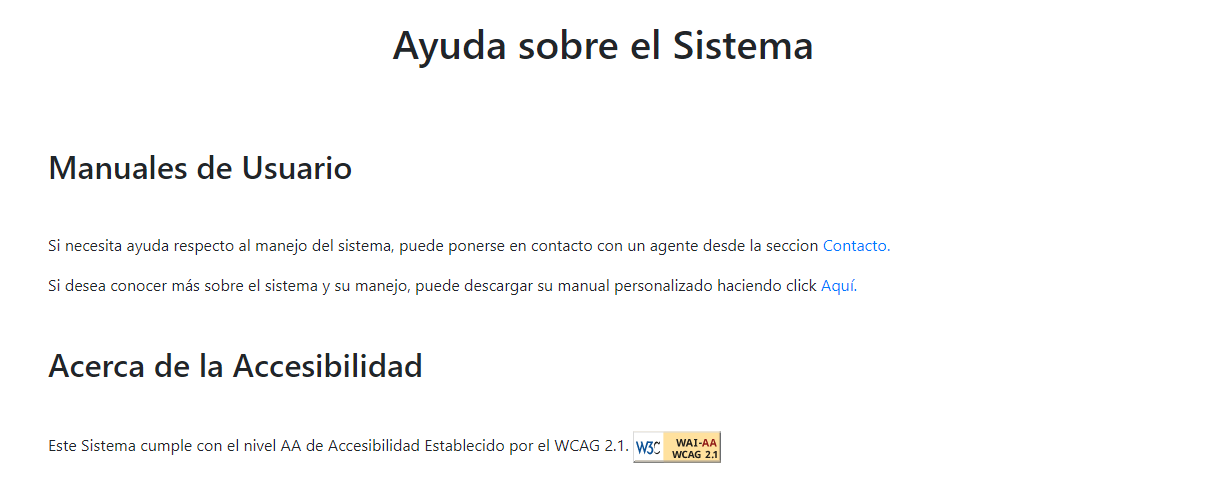 Ayuda sobre el Sistema
Manuales de Usuario
Si necesita ayuda respecto al manejo del sistema, puede ponerse en contacto con un agente desde la seccion Contacto.
Si desea conocer más sobre el sistema y su manejo, puede descargar su manual personalizado haciendo click Aquí.
Acerca de la Accesibilidad
Este Sistema cumple con el nivel AA de Accesibilidad Establecido por el WCAG 2.1.
W3C WAI-AA
WCAG 2.1